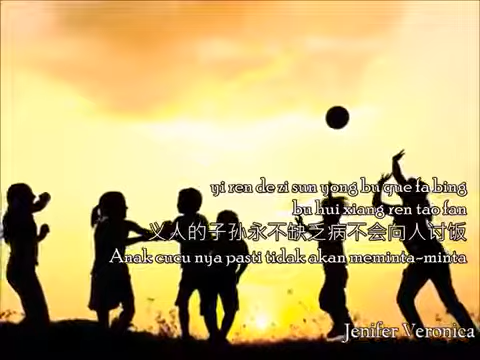 yi ren de zi sun yong bu que fa bing
bu hui xiang ren tao fan
义人的子孙永不缺乏病不会向人讨饭
Anak cucu nya pasti tidak akan meminta-minta
Jenifer Veronica